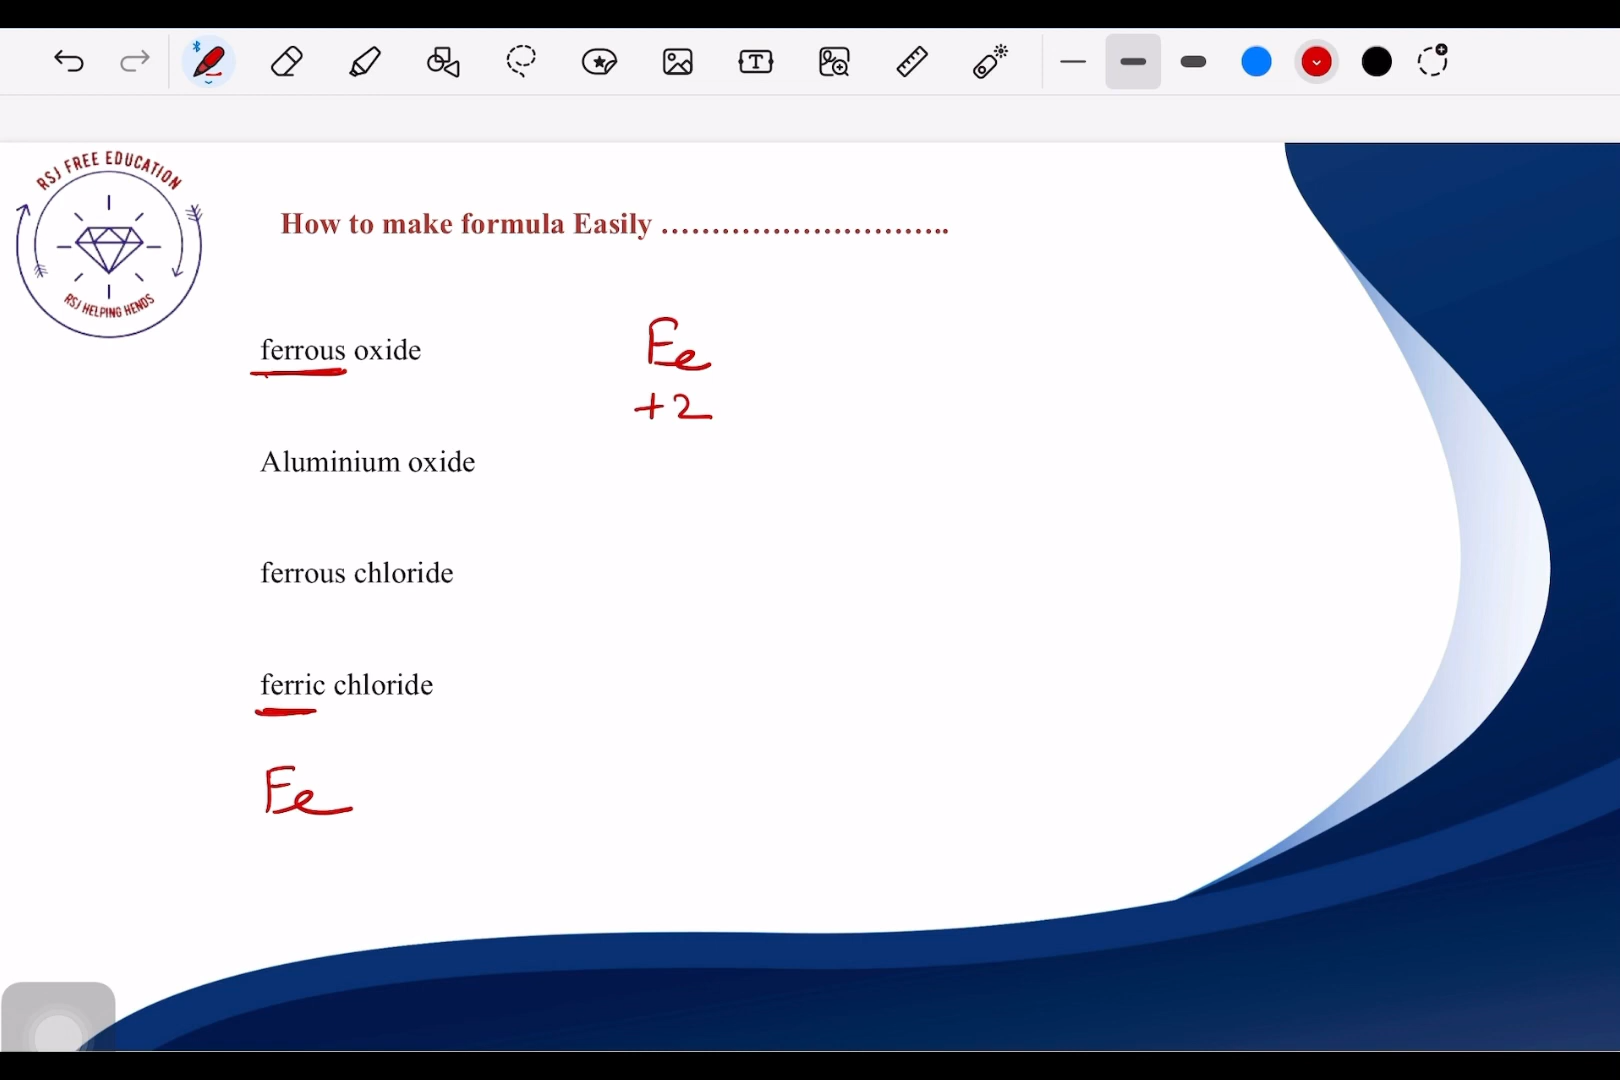 RSJ FREE EDUCATION
RSJ HELPING HENDS
How to make formula Easily ...............................
ferrous oxide
Fe
+2
Aluminium oxide
ferrous chloride
ferric chloride
Fe